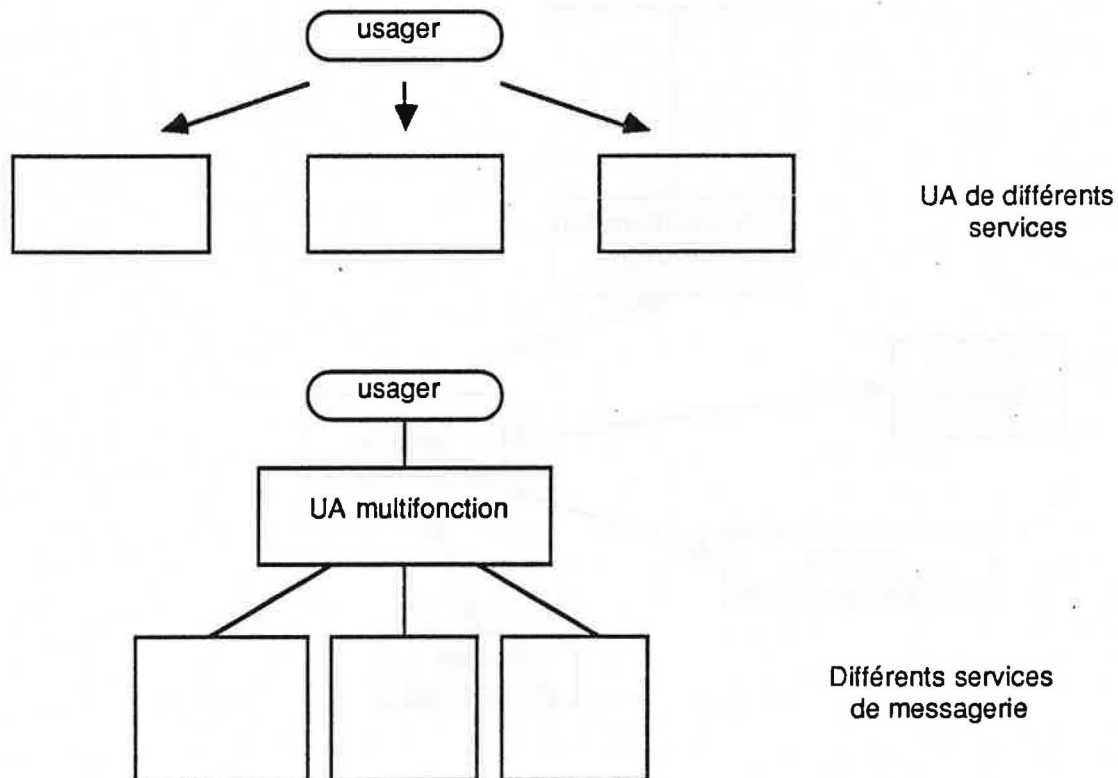 usager
UA de différents
services
usager
UA multifonction
Différents services
de messagerie